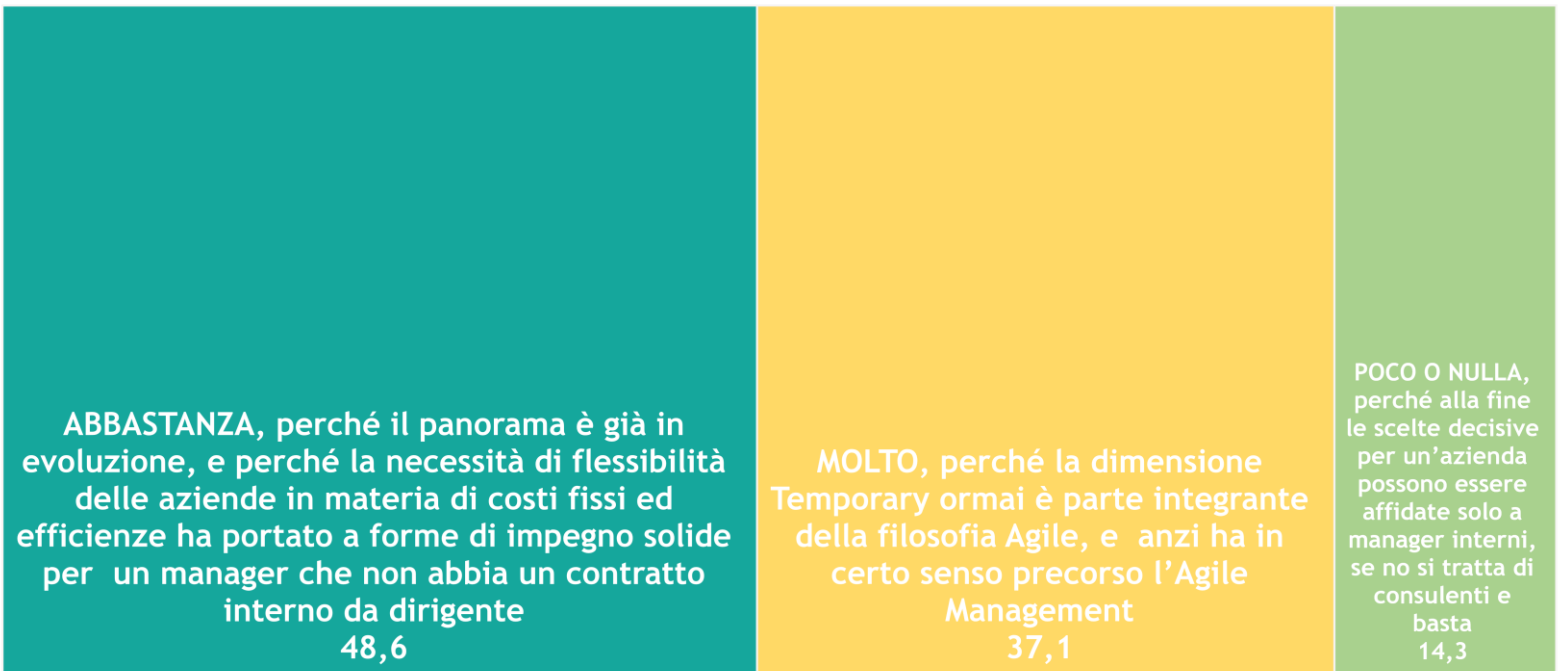 ABBASTANZA, perché il panorama è già in
evoluzione, e perché la necessità di flessibilità
delle aziende in materia di costi fissi ed
efficienze ha portato a forme di impegno solide
per un manager che non abbia un contratto
interno da dirigente
48,6
MOLTO, perché la dimensione
Temporary ormai è parte integrante
della filosofia Agile, e anzi ha in
certo senso precorso l’Agile
Management
37,1
POCO O NULLA,
perché alla fine
le scelte decisive
per un’azienda
possono essere
affidate solo a
manager interni,
se no si tratta di
consulenti e
basta
14,3